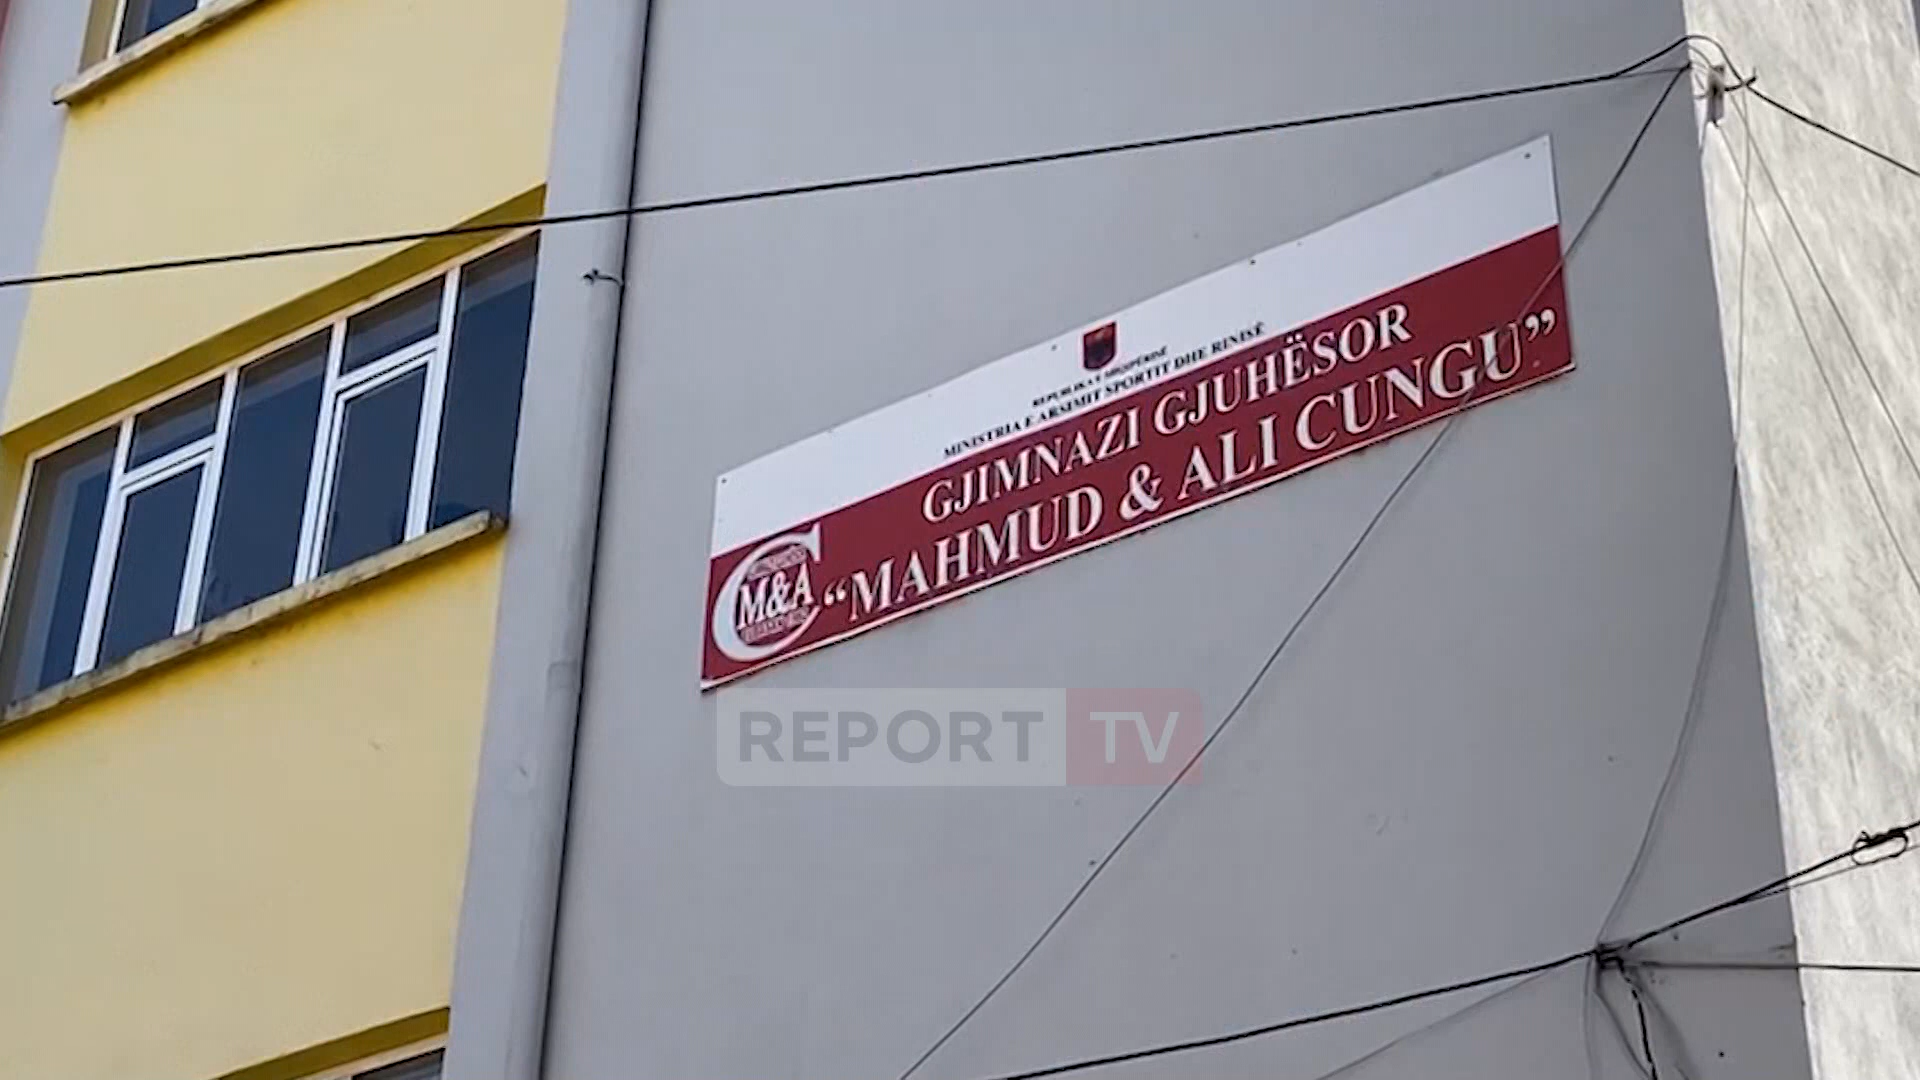 REPUBLIKA E SHQIPËRISË
MINISTRIA E ARSIMIT SPORTIT DHE RINISË
GJIMNAZI GJUHËSOR
“MAHMUD & ALI CUNGU”
M&A
REPORT TV